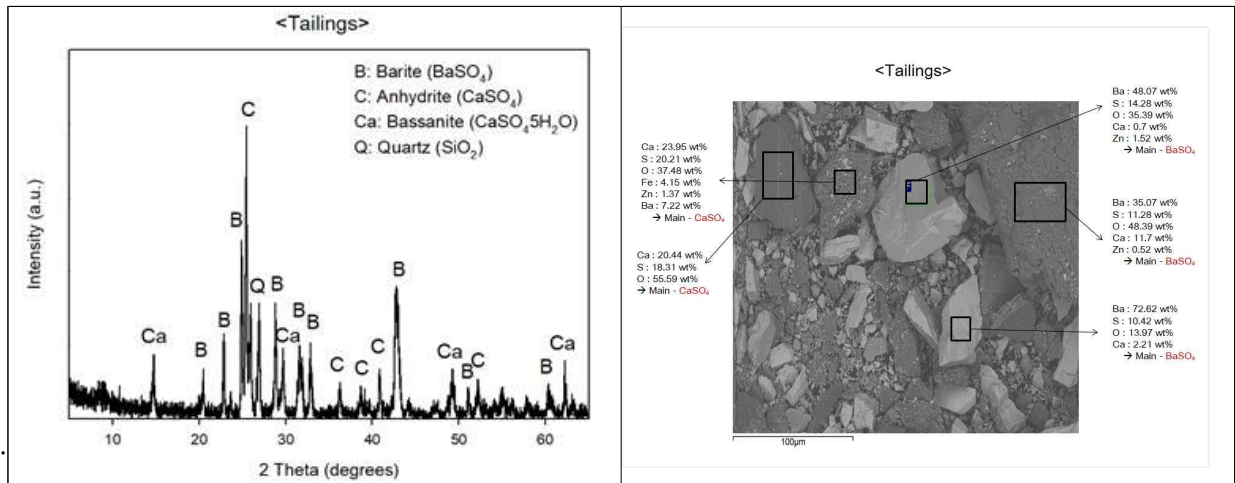 <Tailings>
B: Barite (BaSO₄)
C: Anhydrite (CaSO₄)
Ca: Bassanite (CaSO₄5H₂O)
Q: Quartz (SiO₂)
Intensity (a.u.)
Ca
B
B
B
C
Q
B
Ca
B
B
C
C
C
B
Ca
B
C
B
Ca
10 20 30 40 50 60
2 Theta (degrees)
<Tailings>
Ca : 23.95 wt%
S : 20.21 wt%
O : 37.48 wt%
Fe : 4.15 wt%
Zn : 1.37 wt%
Ba : 7.22 wt%
→ Main - CaSO₄
Ca : 20.44 wt%
S : 18.31 wt%
O : 55.59 wt%
→ Main - CaSO₄
Ba : 48.07 wt%
S : 14.28 wt%
O : 35.39 wt%
Ca : 0.7 wt%
Zn : 1.52 wt%
→ Main - BaSO₄
Ba : 35.07 wt%
S : 11.28 wt%
O : 48.39 wt%
Ca : 11.7 wt%
Zn : 0.52 wt%
→ Main - BaSO₄
Ba : 72.62 wt%
S : 10.42 wt%
O : 13.97 wt%
Ca : 2.21 wt%
→ Main - BaSO₄
100μm